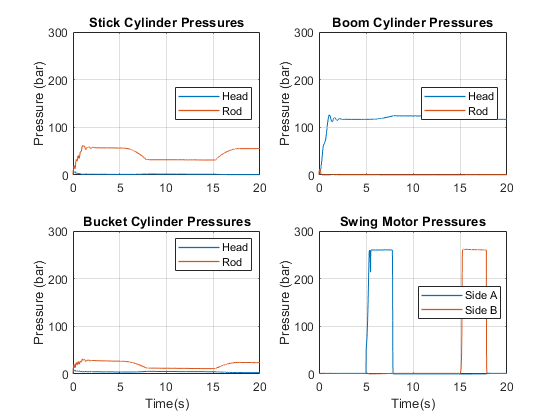 Stick Cylinder Pressures
300
200
100
0
Pressure (bar)
Head
Rod
0 5 10 15 20
Boom Cylinder Pressures
300
200
100
0
Pressure (bar)
Head
Rod
0 5 10 15 20
Bucket Cylinder Pressures
300
200
100
0
Pressure (bar)
Head
Rod
0 5 10 15 20
Time(s)
Swing Motor Pressures
300
200
100
0
Pressure (bar)
Side A
Side B
0 5 10 15 20
Time(s)